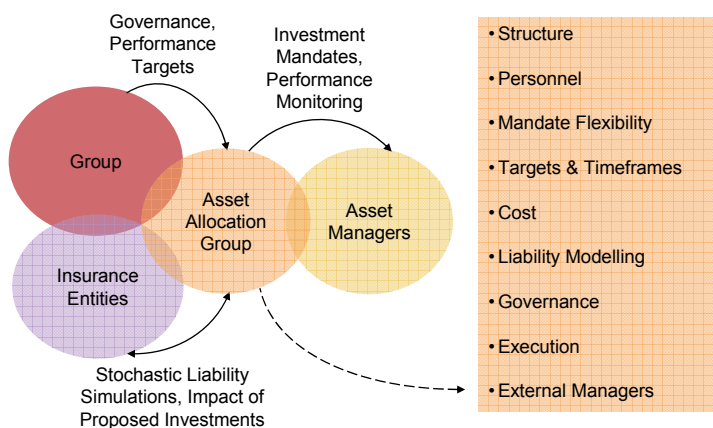 Governance,
Performance
Targets
Investment
Mandates,
Performance
Monitoring
Group
Asset
Allocation
Group
Asset
Managers
Insurance
Entities
Stochastic Liability
Simulations, Impact of
Proposed Investments
• Structure
• Personnel
• Mandate Flexibility
• Targets & Timeframes
• Cost
• Liability Modelling
• Governance
• Execution
• External Managers